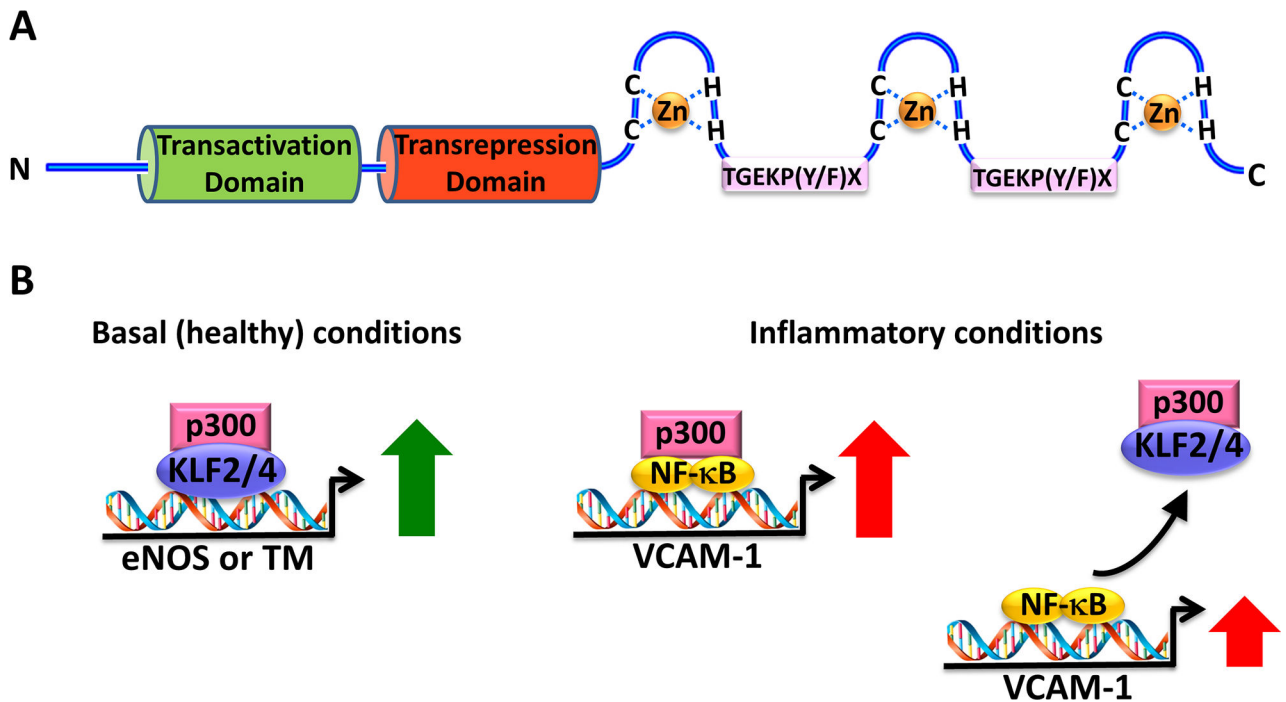 A
N
Transactivation
Domain
Transrepression
Domain
C
C
Zn
H
H
TGEKP(Y/F)X
C
C
Zn
H
H
TGEKP(Y/F)X
C
C
Zn
H
H
C
B
Basal (healthy) conditions
p300
KLF2/4
eNOS or TM
Inflammatory conditions
p300
NF-κB
VCAM-1
p300
KLF2/4
NF-κB
VCAM-1